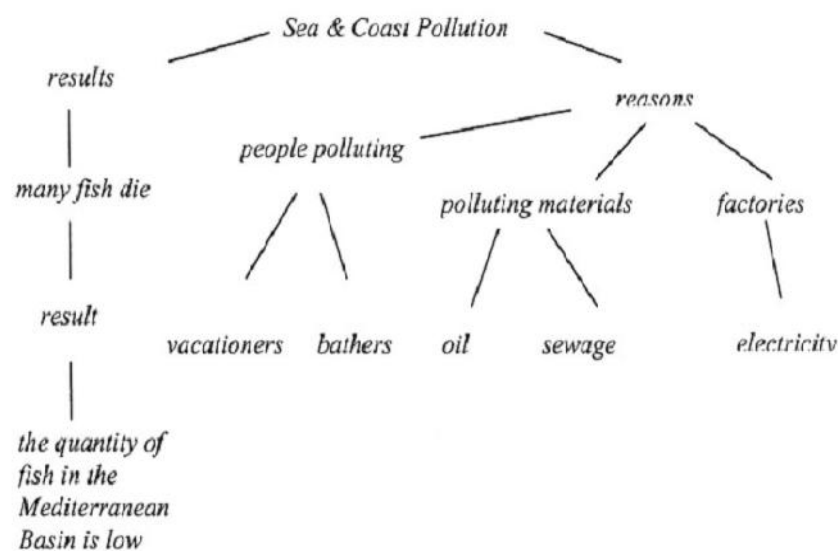 Sea & Coast Pollution
results
reasons
people polluting
many fish die
polluting materials
factories
result
vacationers
bathers
oil
sewage
electricity
the quantity of
fish in the
Mediterranean
Basin is low